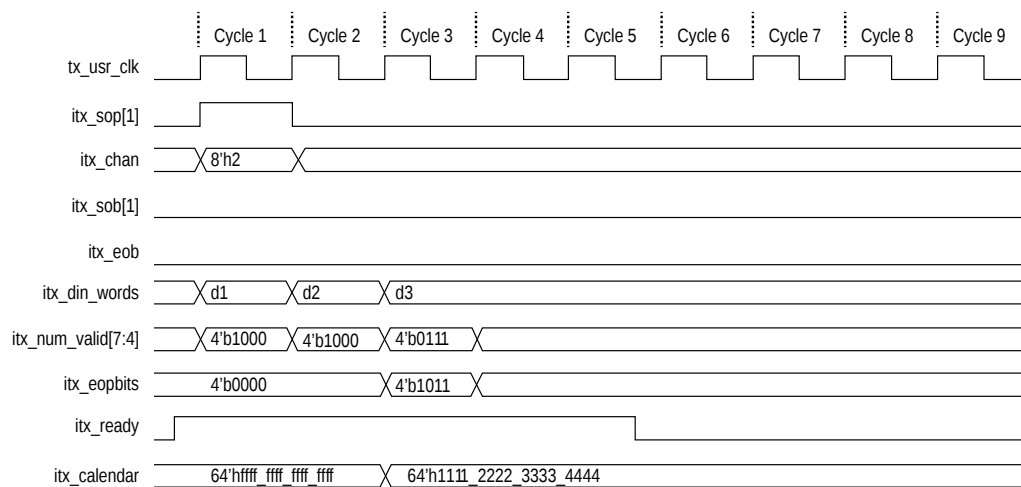 Cycle 1 Cycle 2 Cycle 3 Cycle 4 Cycle 5 Cycle 6 Cycle 7 Cycle 8 Cycle 9
tx_usr_clk
itx_sop[1]
itx_chan 8'h2
itx_sob[1]
itx_eob
itx_din_words d1 d2 d3
itx_num_valid[7:4] 4'b1000 4'b1000 4'b0111
itx_eopbits 4'b0000 4'b1011
itx_ready
itx_calendar 64'hffff_ffff_ffff_ffff 64'h1111_2222_3333_4444